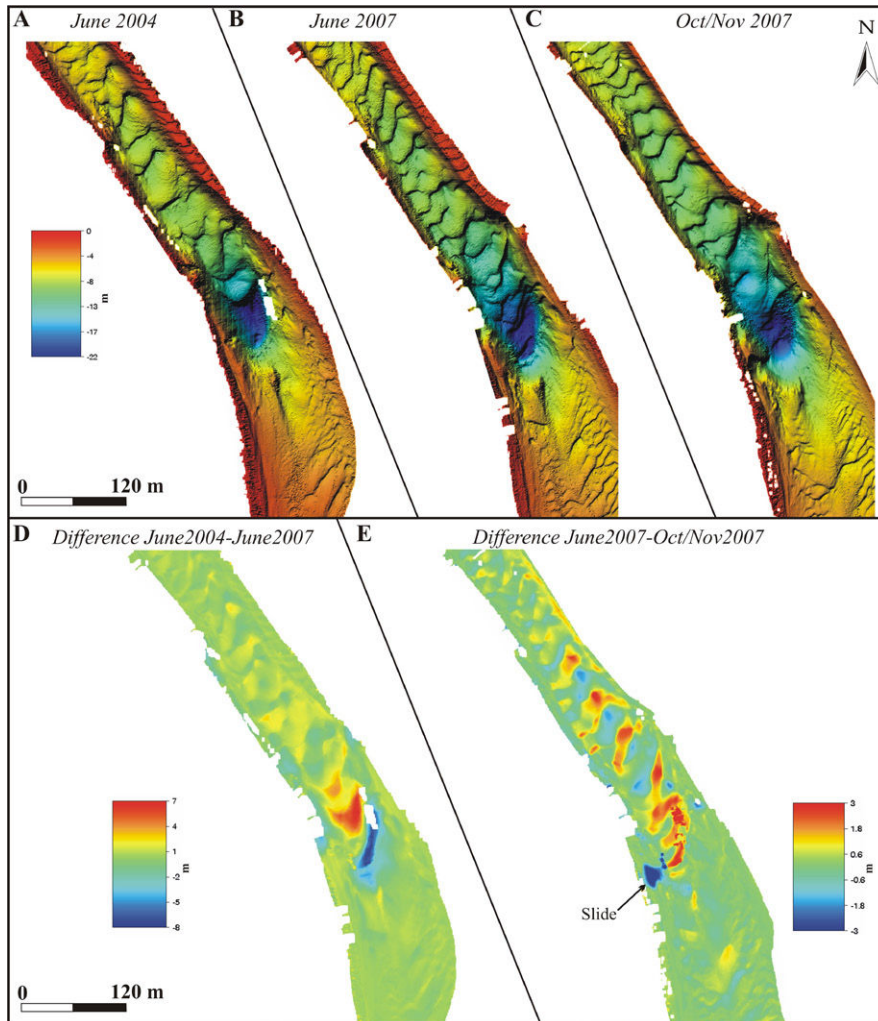 A June 2004
B June 2007
C Oct/Nov 2007
N
0
-4
-8
-13
-17
-22
m
0 120 m
D Difference June2004-June2007
E Difference June2007-Oct/Nov2007
7
4
1
-2
-5
-8
m
3
1.8
0.6
-0.6
-1.8
-3
m
Slide
0 120 m